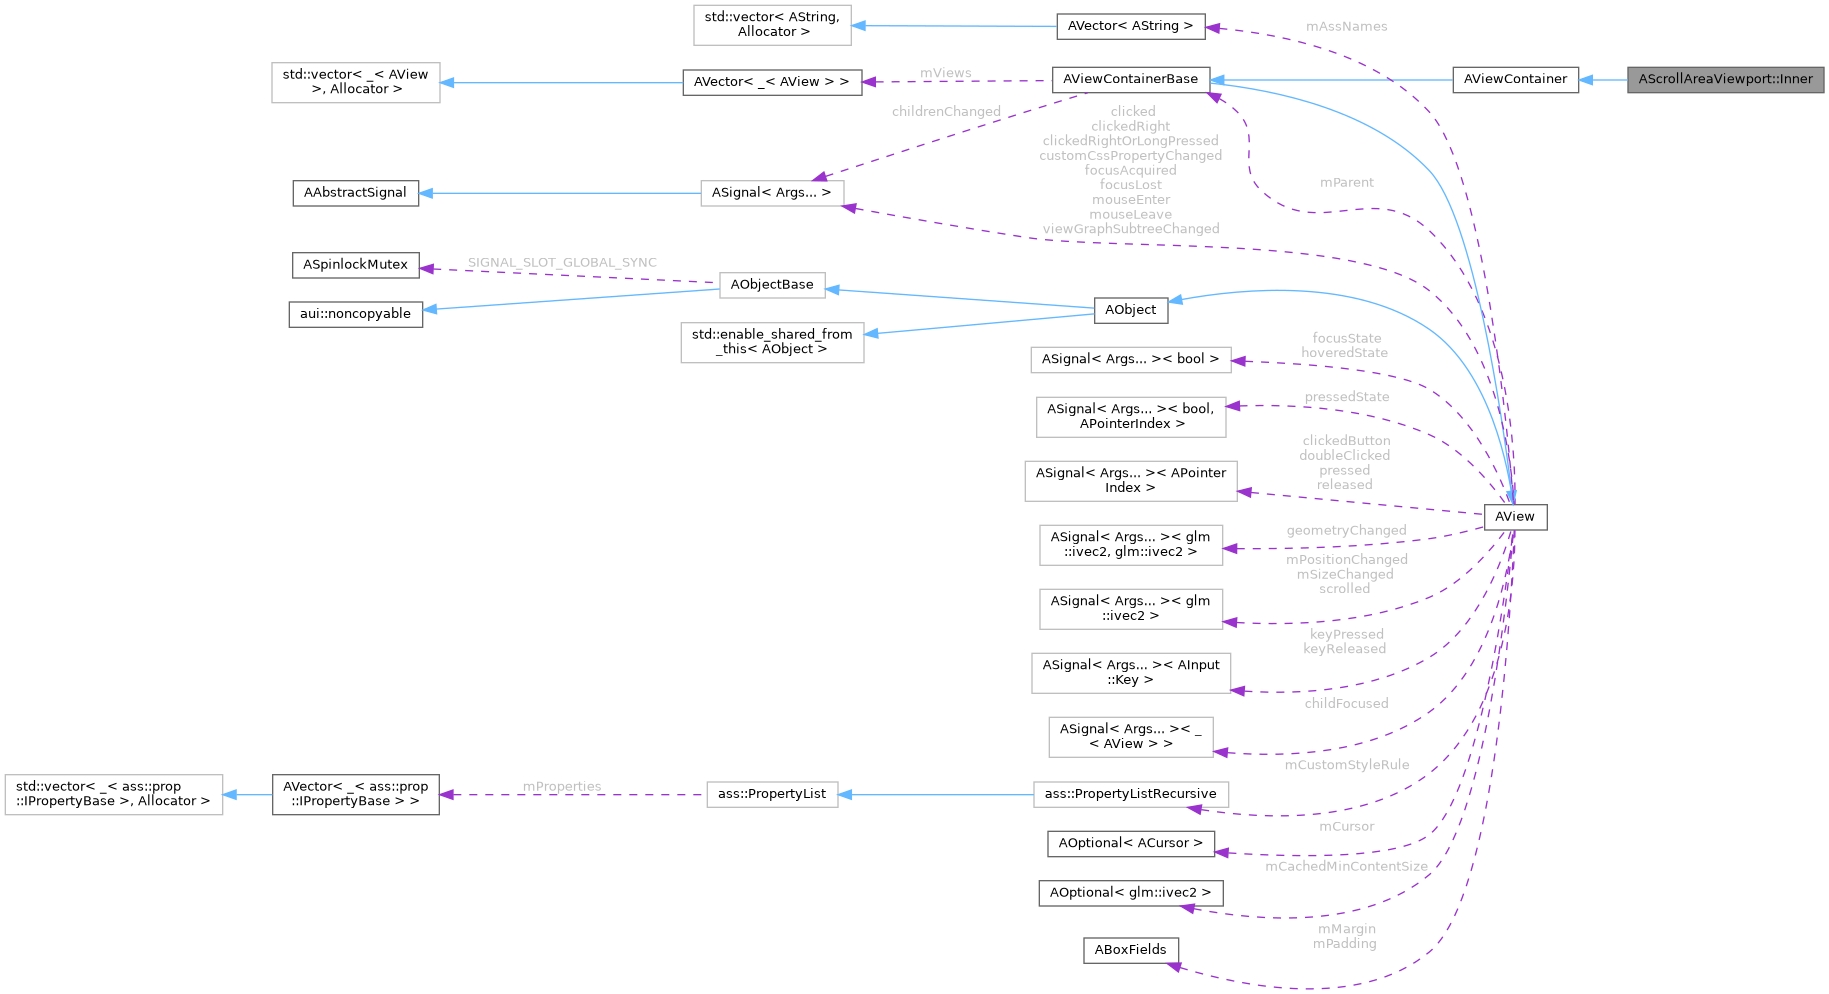 std::vector< AString,
Allocator >
AVector< AString >
mAssNames
std::vector< _< AView
>, Allocator >
AVector< _< AView > >
mViews
AViewContainerBase
AViewContainer
AScrollAreaViewport::Inner
childrenChanged
clicked
clickedRight
clickedRightOrLongPressed
customCssPropertyChanged
focusAcquired
focusLost
mouseEnter
mouseLeave
viewGraphSubtreeChanged
mParent
AAbstractSignal
ASignal< Args... >
ASpinlockMutex
SIGNAL_SLOT_GLOBAL_SYNC
AObjectBase
aui::noncopyable
AObject
std::enable_shared_from
_this< AObject >
focusState
hoveredState
ASignal< Args... >< bool >
pressedState
ASignal< Args... >< bool,
APointerIndex >
clickedButton
doubleClicked
pressed
released
ASignal< Args... >< APointer
Index >
AView
geometryChanged
ASignal< Args... >< glm
::ivec2, glm::ivec2 >
mPositionChanged
mSizeChanged
scrolled
ASignal< Args... >< glm
::ivec2 >
keyPressed
keyReleased
ASignal< Args... >< AInput
::Key >
childFocused
ASignal< Args... >< _
< AView > >
mCustomStyleRule
std::vector< _< ass::prop
::IPropertyBase >, Allocator >
AVector< _< ass::prop
::IPropertyBase > >
mProperties
ass::PropertyList
ass::PropertyListRecursive
mCursor
AOptional< ACursor >
mCachedMinContentSize
AOptional< glm::ivec2 >
mMargin
mPadding
ABoxFields